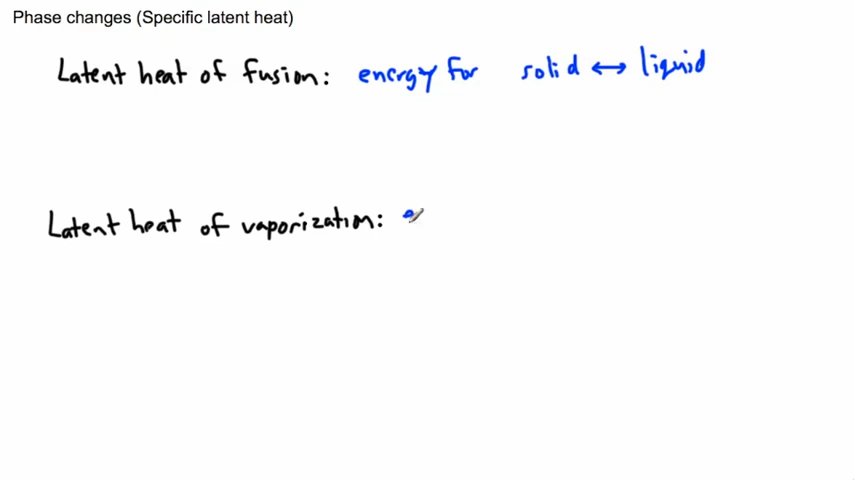 Phase changes (Specific latent heat)
Latent heat of fusion: energy for solid ↔ liquid
Latent heat of vaporization: e